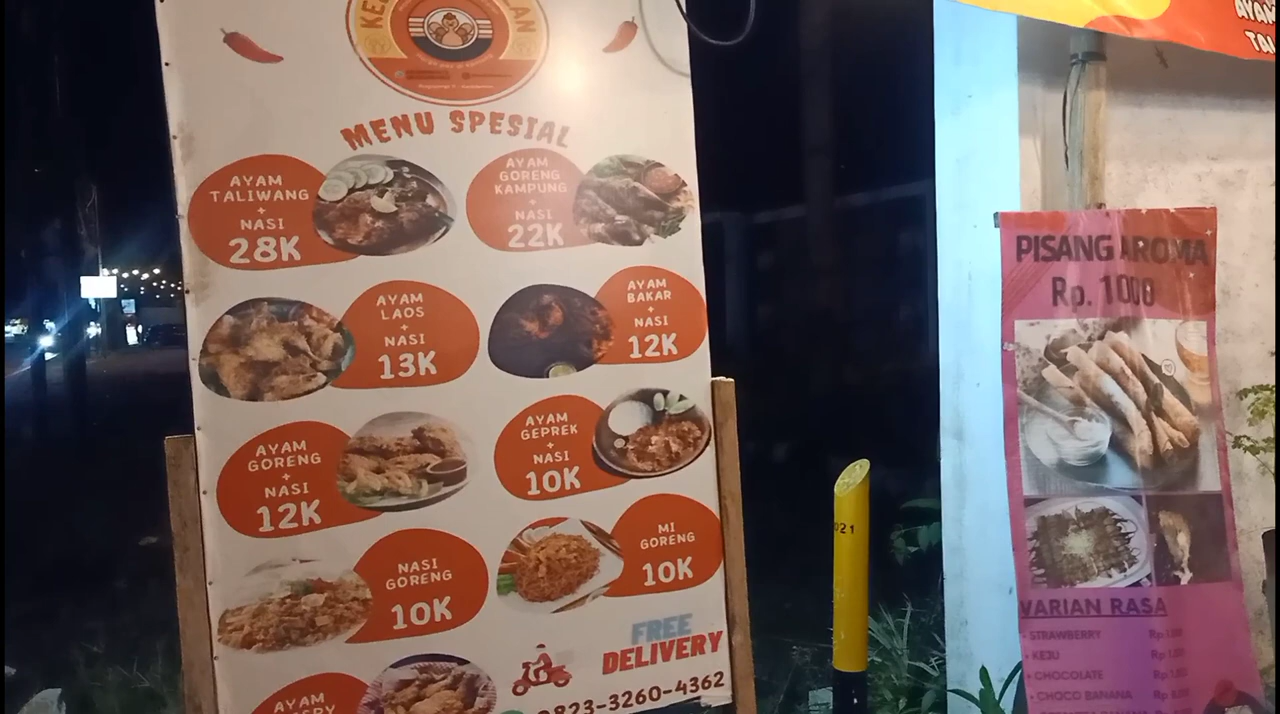 MENU SPESIAL
AYAM
TALIWANG
+
NASI
28K
AYAM
GORENG
KAMPUNG
+
NASI
22K
AYAM
LAOS
+
NASI
13K
AYAM
BAKAR
+
NASI
12K
AYAM
GORENG
+
NASI
12K
AYAM
GEPREK
+
NASI
10K
NASI
GORENG
10K
MI
GORENG
10K
AYAM
FREE
DELIVERY
0823-3260-4362
021
PISANG AROMA
Rp. 1000
VARIAN RASA
- STRAWBERRY
• KEJU
• CHOCOLATE
• CHOCO BANANA
AYAM